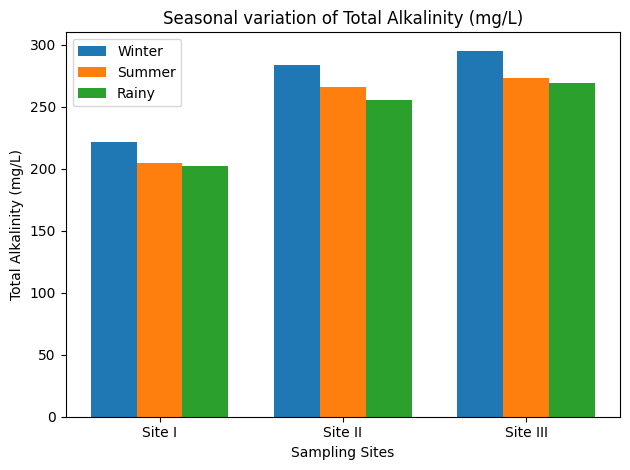 Seasonal variation of Total Alkalinity (mg/L)
Winter
Summer
Rainy
Total Alkalinity (mg/L)
300
250
200
150
100
50
0
Site I
Site II
Site III
Sampling Sites